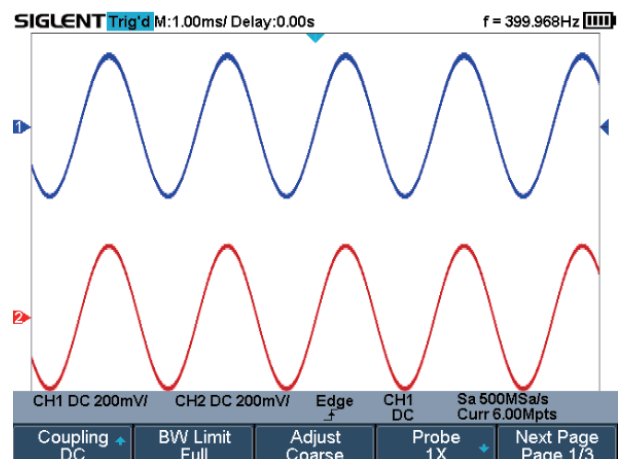 SIGLENT Trig'd M:1.00ms/ Delay:0.00s f = 399.968Hz
1
2
CH1 DC 200mV/ CH2 DC 200mV/ Edge CH1 Sa 500MSa/s
DC Curr 6.00Mpts
Coupling BW Limit Adjust Probe Next Page
DC Full Coarse 1X Page 1/3